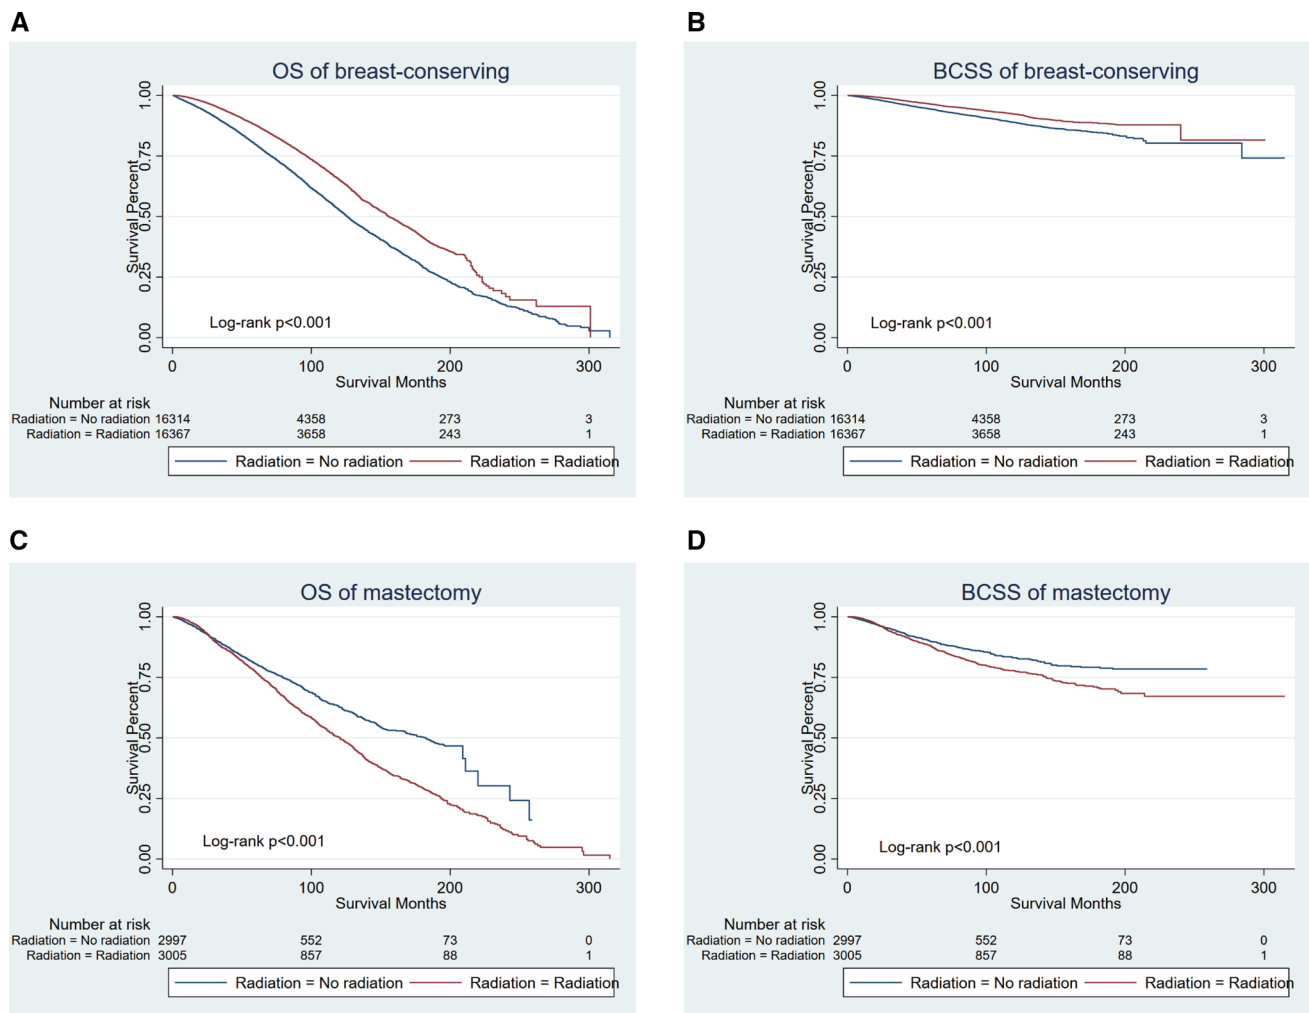 A
OS of breast-conserving
Survival Percent
1.00
0.75
0.50
0.25
0.00
Log-rank p<0.001
0 100 200 300
Survival Months
Number at risk
Radiation = No radiation 16314 4358 273 3
Radiation = Radiation 16367 3658 243 1
Radiation = No radiation Radiation = Radiation
B
BCSS of breast-conserving
Survival Percent
1.00
0.75
0.50
0.25
0.00
Log-rank p<0.001
0 100 200 300
Survival Months
Number at risk
Radiation = No radiation 16314 4358 273 3
Radiation = Radiation 16367 3658 243 1
Radiation = No radiation Radiation = Radiation
C
OS of mastectomy
Survival Percent
1.00
0.75
0.50
0.25
0.00
Log-rank p<0.001
0 100 200 300
Survival Months
Number at risk
Radiation = No radiation 2997 552 73 0
Radiation = Radiation 3005 857 88 1
Radiation = No radiation Radiation = Radiation
D
BCSS of mastectomy
Survival Percent
1.00
0.75
0.50
0.25
0.00
Log-rank p<0.001
0 100 200 300
Survival Months
Number at risk
Radiation = No radiation 2997 552 73 0
Radiation = Radiation 3005 857 88 1
Radiation = No radiation Radiation = Radiation